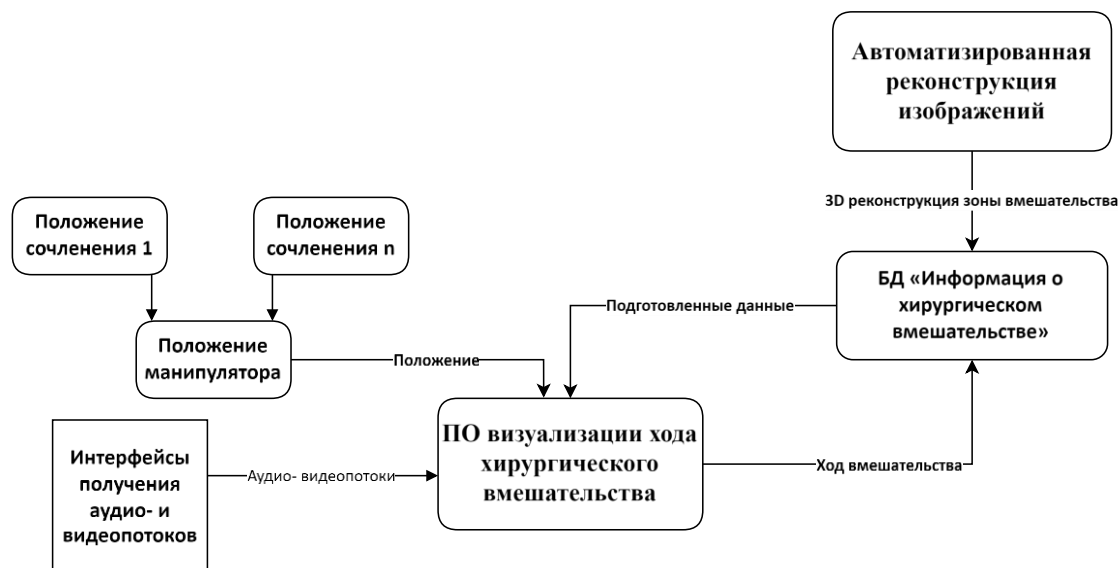 Автоматизированная
реконструкция
изображений
3D реконструкция зоны вмешательства
Положение
сочленения 1
Положение
сочленения n
БД «Информация о
хирургическом
вмешательстве»
Подготовленные данные
Положение
манипулятора
Положение
ПО визуализации хода
хирургического
вмешательства
Интерфейсы
получения
аудио- и
видеопотоков
Аудио- видеопотоки
Ход вмешательства